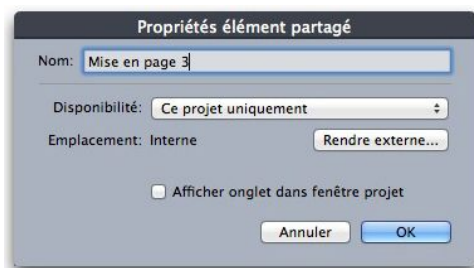 Propriétés élément partagé
Nom: Mise en page 3
Disponibilité: Ce projet uniquement
Emplacement: Interne Rendre externe...
Afficher onglet dans fenêtre projet
Annuler OK